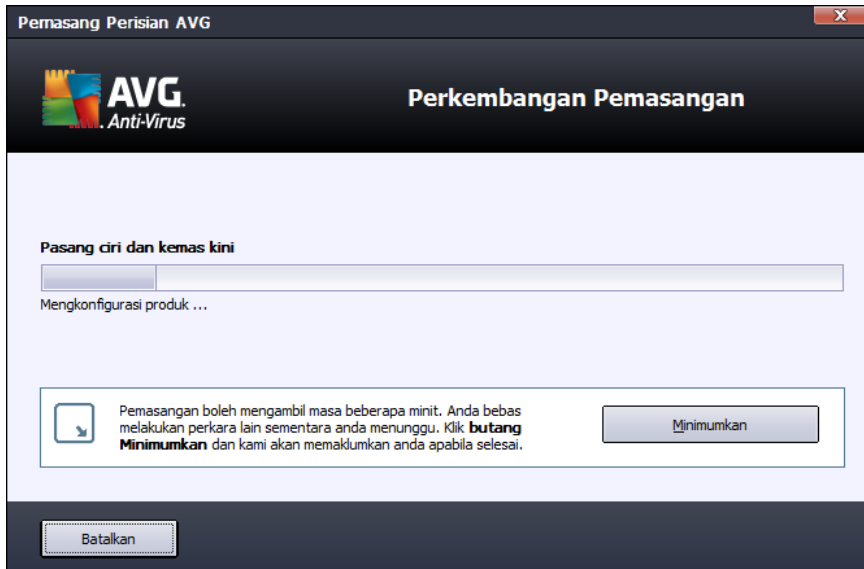 Pemasang Perisian AVG
X
AVG.
Anti-Virus
Perkembangan Pemasangan
Pasang ciri dan kemas kini
Mengkonfigurasi produk ...
Pemasangan boleh mengambil masa beberapa minit. Anda bebas
melakukan perkara lain sementara anda menunggu. Klik butang
Minimumkan dan kami akan memaklumkan anda apabila selesai.
Minimumkan
Batalkan